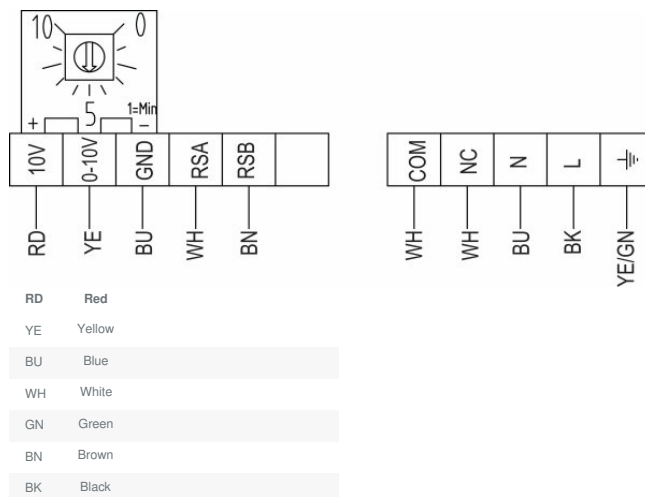 10 0
5 1=Min
+ -
10V 0-10V GND RSA RSB
RD YE BU WH BN
COM NC N L
WH WH BU BK YE/GN
RD Red
YE Yellow
BU Blue
WH White
GN Green
BN Brown
BK Black